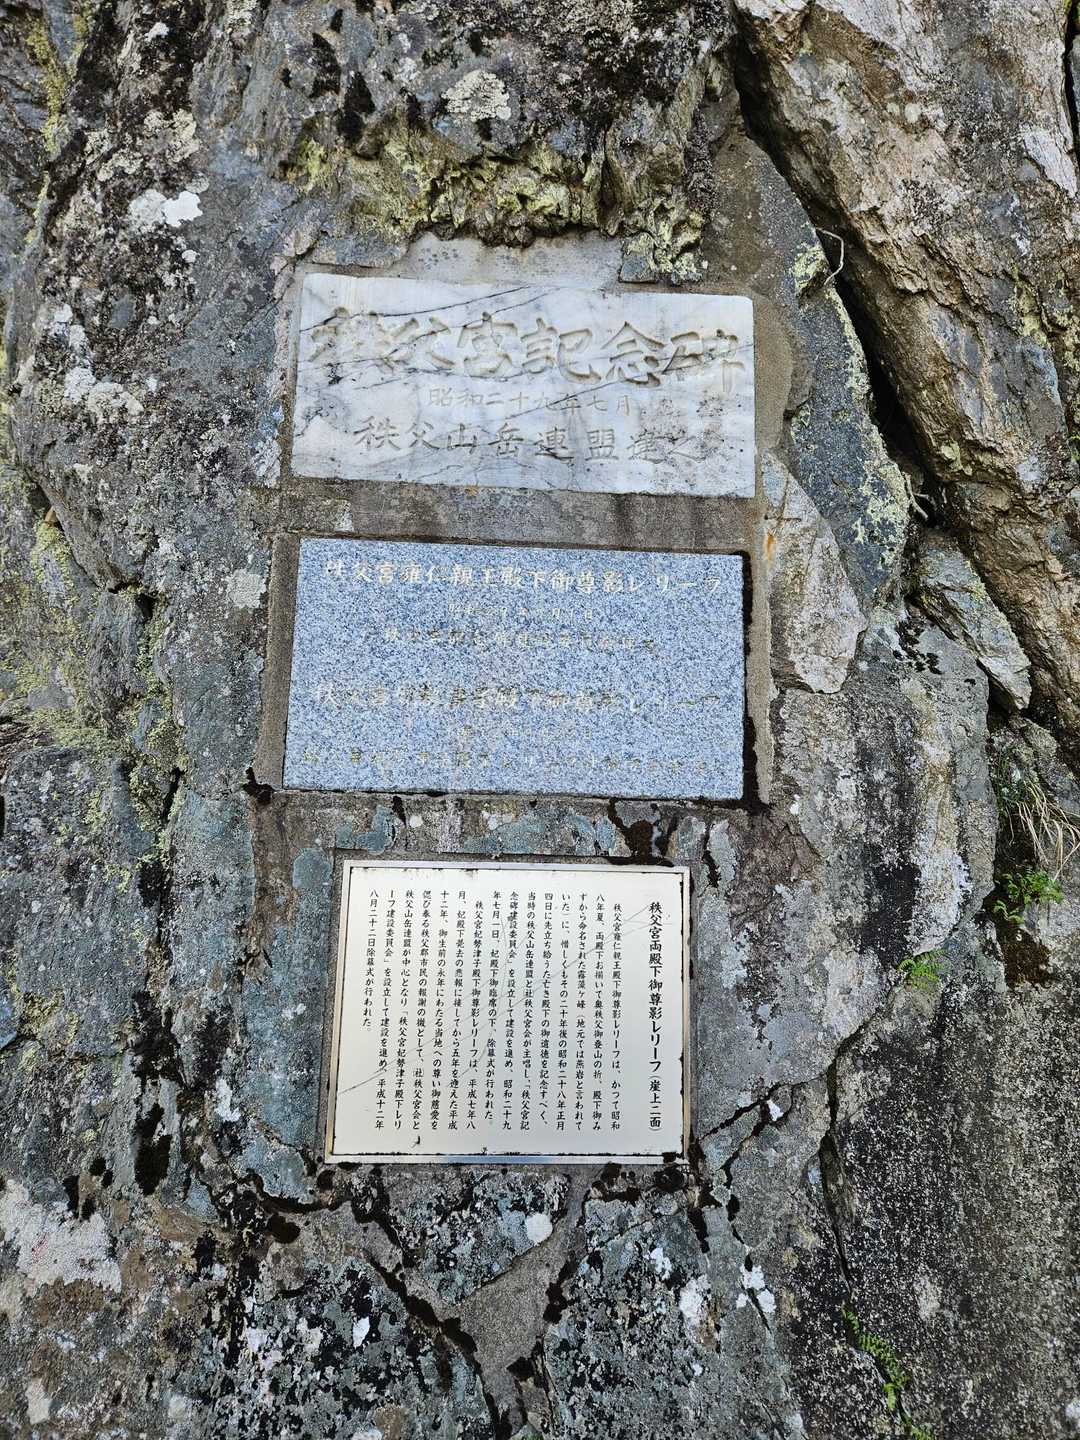 秩父宮記念碑
昭和二十九年七月
秩父山岳連盟建之
秩父宮雍仁親王殿下御尊影レリーフ
秩父宮両殿下御尊影レリーフ（崖上二面）
秩父宮雍仁親王殿下御尊影レリーフは、かつて昭和
八年夏、両殿下お揃いで奥秩父御登山の折、殿下御み
ずから命名された霧藻ヶ峰（地元では燕岩と言われて
いた）に、惜しくもその二十年後の昭和二十八年正月
四日に先立ち給うた亡き殿下の御遺徳を記念すべく、
当時の秩父山岳連盟と社秩父宮会が主唱し、「秩父宮記
念碑建設委員会」を設立して建設を進め、昭和二十九
年七月一日、妃殿下御臨席の下、除幕式が行われた。
秩父宮妃勢津子殿下御尊影レリーフは、平成七年八
月、妃殿下薨去の悲報に接してから五年を迎えた平成
十二年、御生前の永年にわたる当地への尊い御慈愛を
偲び奉る秩父郡市民の報謝の徴として、社秩父宮会と
秩父山岳連盟が中心となり「秩父宮妃勢津子殿下レリ
ーフ建設委員会」を設立して建設を進め、平成十二年
八月二十二日除幕式が行われた。